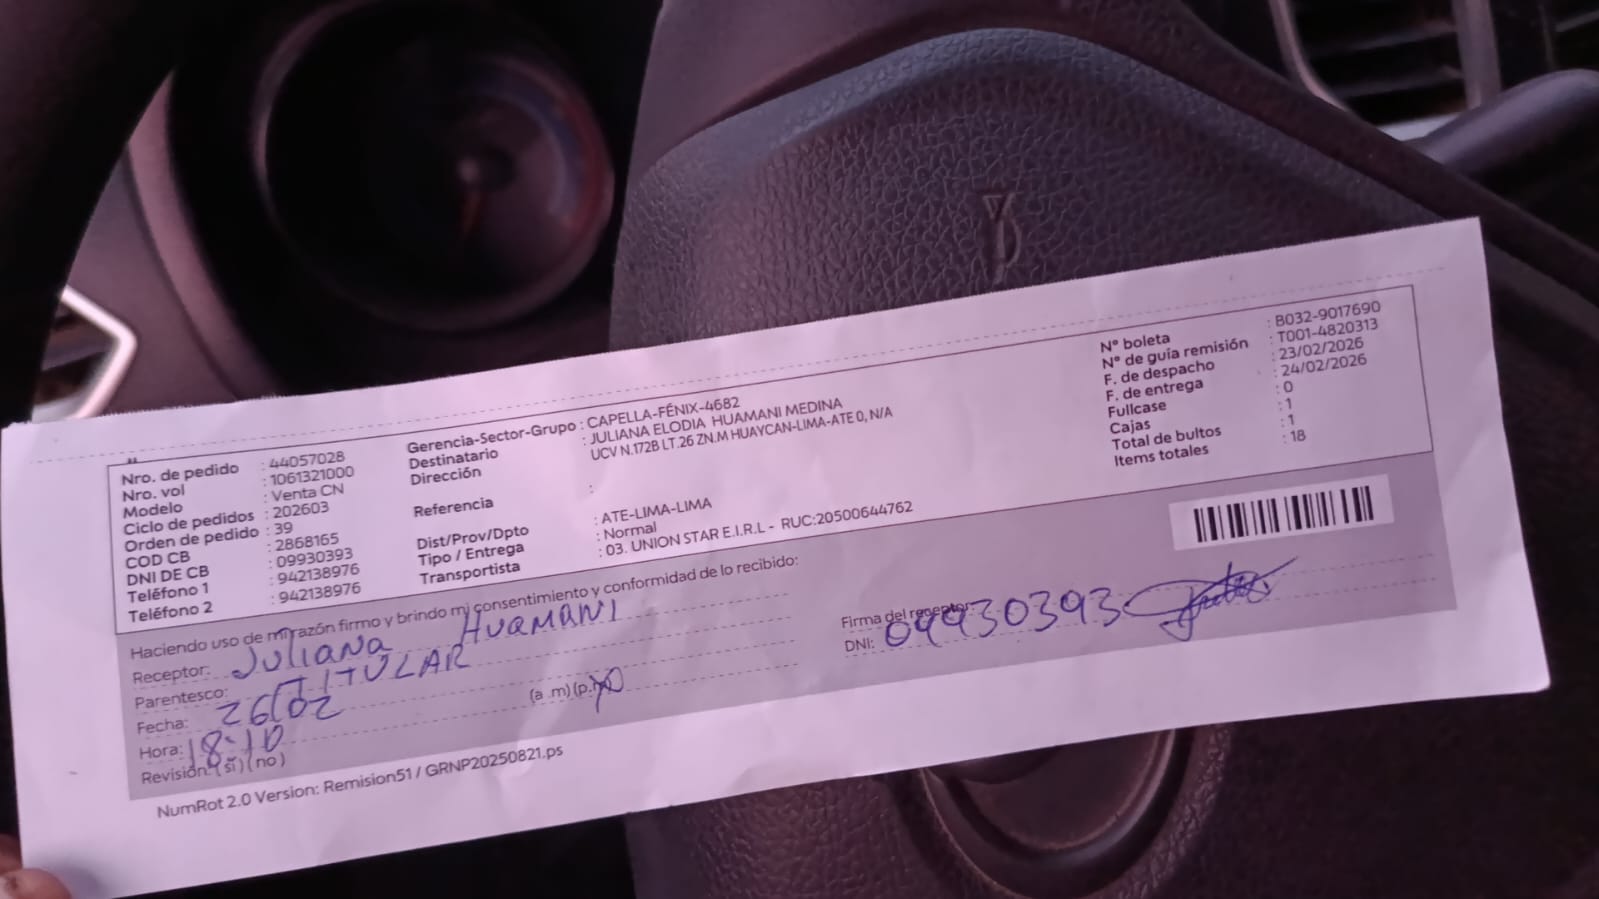 Nro. de pedido : 44057028
Nro. vol : 1061321000
Modelo : Venta CN
Ciclo de pedidos : 202603
Orden de pedido : 39
COD CB : 2868165
DNI DE CB : 09930393
Teléfono 1 : 942138976
Teléfono 2 : 942138976
Gerencia-Sector-Grupo : CAPELLA-FÉNIX-4682
Destinatario : JULIANA ELODIA HUAMANI MEDINA
Dirección UCV N.172B LT.26 ZN.M HUAYCAN-LIMA-ATE 0, N/A
Referencia :
Dist/Prov/Dpto : ATE-LIMA-LIMA
Tipo / Entrega : Normal
Transportista : 03. UNION STAR E.I.R.L - RUC:20500644762
N° boleta : B032-9017690
N° de guía remisión : T001-4820313
F. de despacho : 23/02/2026
F. de entrega : 24/02/2026
Fullcase : 0
Cajas : 1
Total de bultos : 1
Items totales : 18
Haciendo uso de mi razón firmo y brindo mi consentimiento y conformidad de lo recibido:
Receptor: Juliana Huamani
Parentesco: TITULAR
Fecha: 26/02
Hora: 18:10 (a .m) (p.m)
Revisión: (si) (no)
Firma del receptor:
DNI: 09930393
NumRot 2.0 Version: Remision51 / GRNP20250821.ps